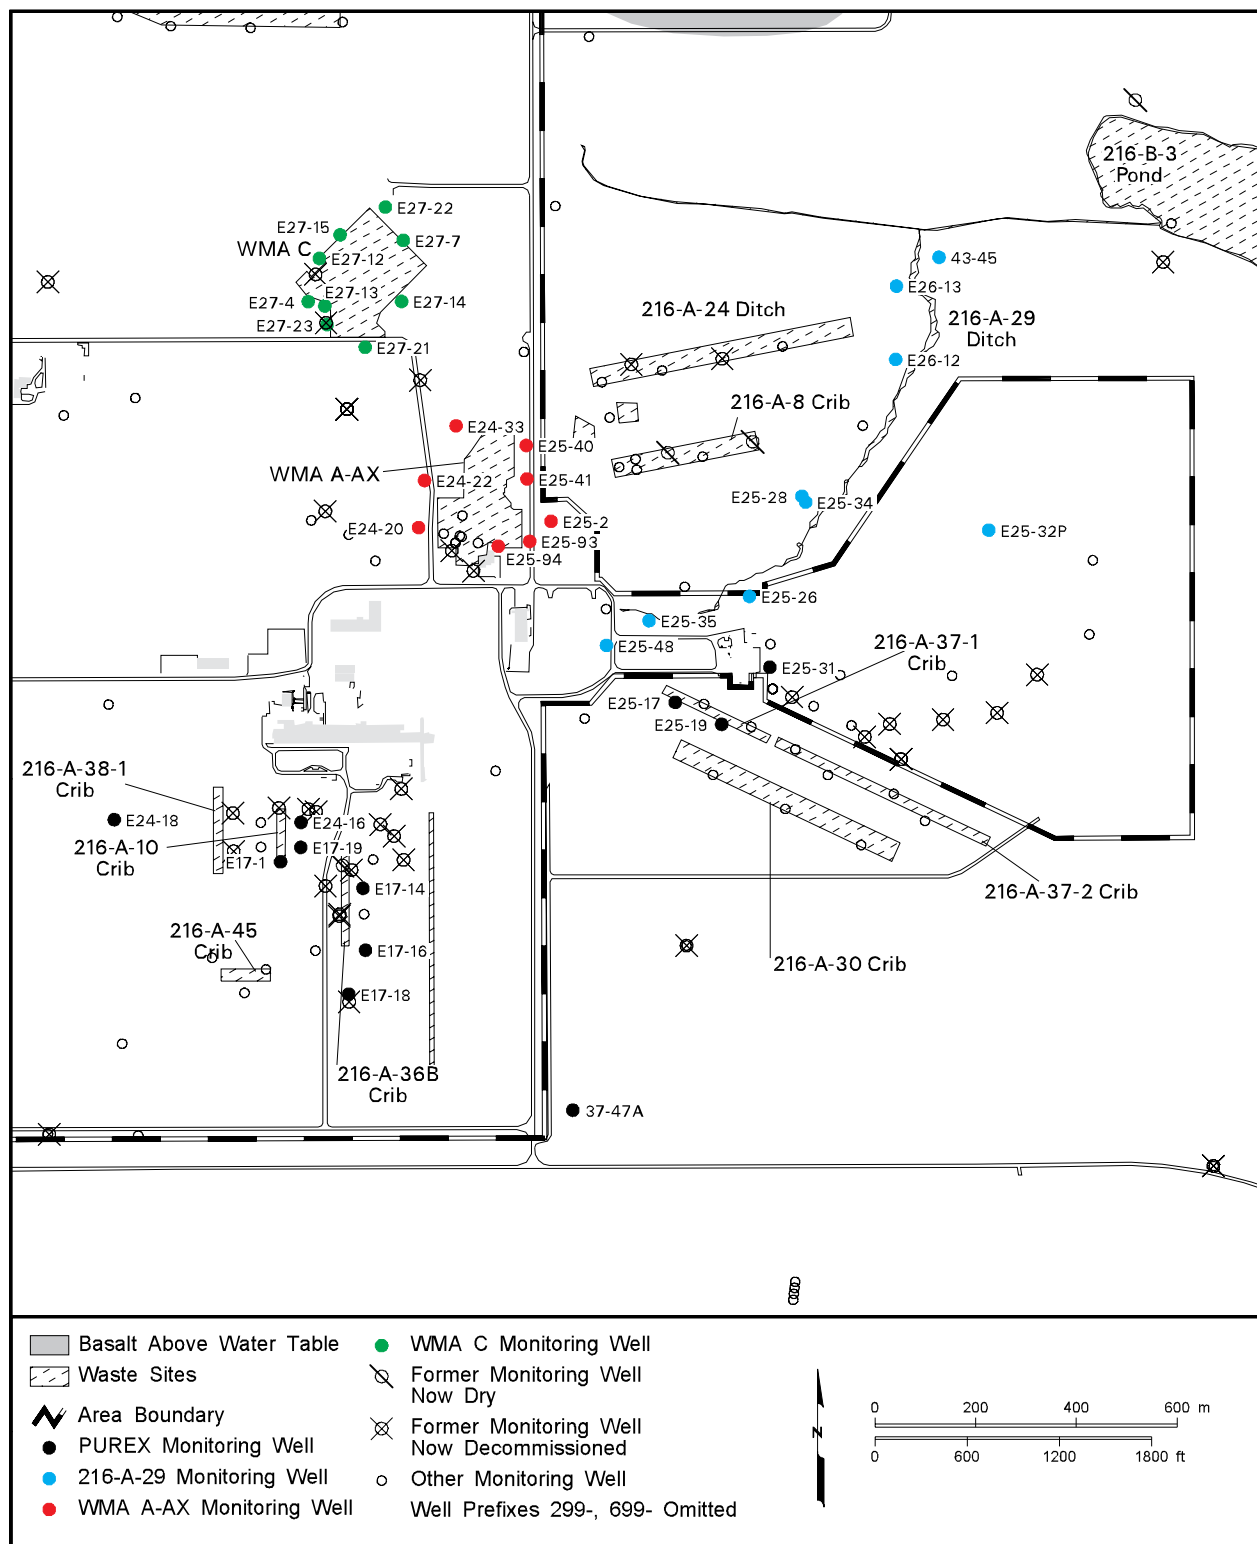 216-B-3
Pond
E27-22
E27-15
WMA C
E27-7
E27-12
43-45
E26-13
E27-4
E27-13
E27-14
216-A-24 Ditch
216-A-29
Ditch
E27-23
E27-21
E26-12
216-A-8 Crib
E24-33
E25-40
WMA A-AX
E24-22
E25-41
E25-28
E25-34
E24-20
E25-2
E25-32P
E25-93
E25-94
E25-26
E25-35
216-A-37-1
Crib
E25-48
E25-31
E25-17
E25-19
216-A-38-1
Crib
E24-18
E24-16
216-A-10
Crib
E17-19
E17-1
E17-14
216-A-37-2 Crib
216-A-45
Crib
E17-16
216-A-30 Crib
E17-18
216-A-36B
Crib
37-47A
Basalt Above Water Table
Waste Sites
Area Boundary
PUREX Monitoring Well
216-A-29 Monitoring Well
WMA A-AX Monitoring Well
WMA C Monitoring Well
Former Monitoring Well
Now Dry
Former Monitoring Well
Now Decommissioned
Other Monitoring Well
Well Prefixes 299-, 699- Omitted
N
0 200 400 600 m
0 600 1200 1800 ft